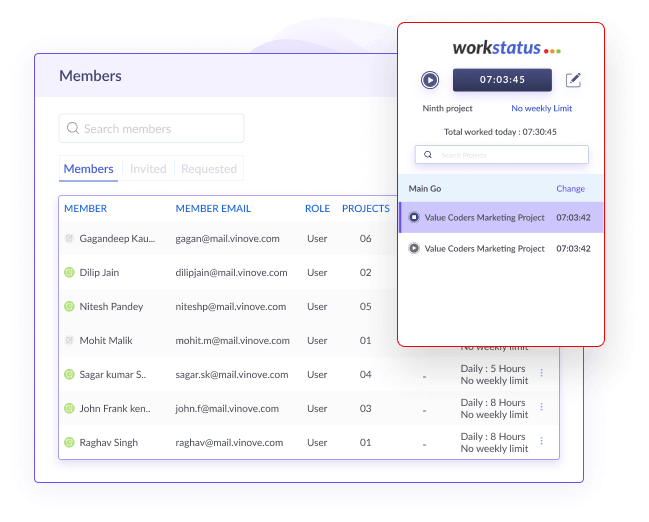 workstatus
Members
07:03:45
Ninth project No weekly Limit
Search members
Total worked today : 07:30:45
Search Projects
Members Invited Requested
Main Go Change
MEMBER MEMBER EMAIL ROLE PROJECTS
Value Coders Marketing Project 07:03:42
Gagandeep Kau... gagan@mail.vinove.com User 06
Value Coders Marketing Project 07:03:42
Dilip Jain dilipjain@mail.vinove.com User 02
Nitesh Pandey niteshp@mail.vinove.com User 05
Mohit Malik mohit.m@mail.vinove.com User 01
No weekly limit
Sagar kumar S.. sagar.sk@mail.vinove.com User 04 - Daily : 5 Hours
No weekly limit
John Frank ken.. john.f@mail.vinove.com User 03 - Daily : 8 Hours
No weekly limit
Raghav Singh raghav@mail.vinove.com User 01 - Daily : 8 Hours
No weekly limit